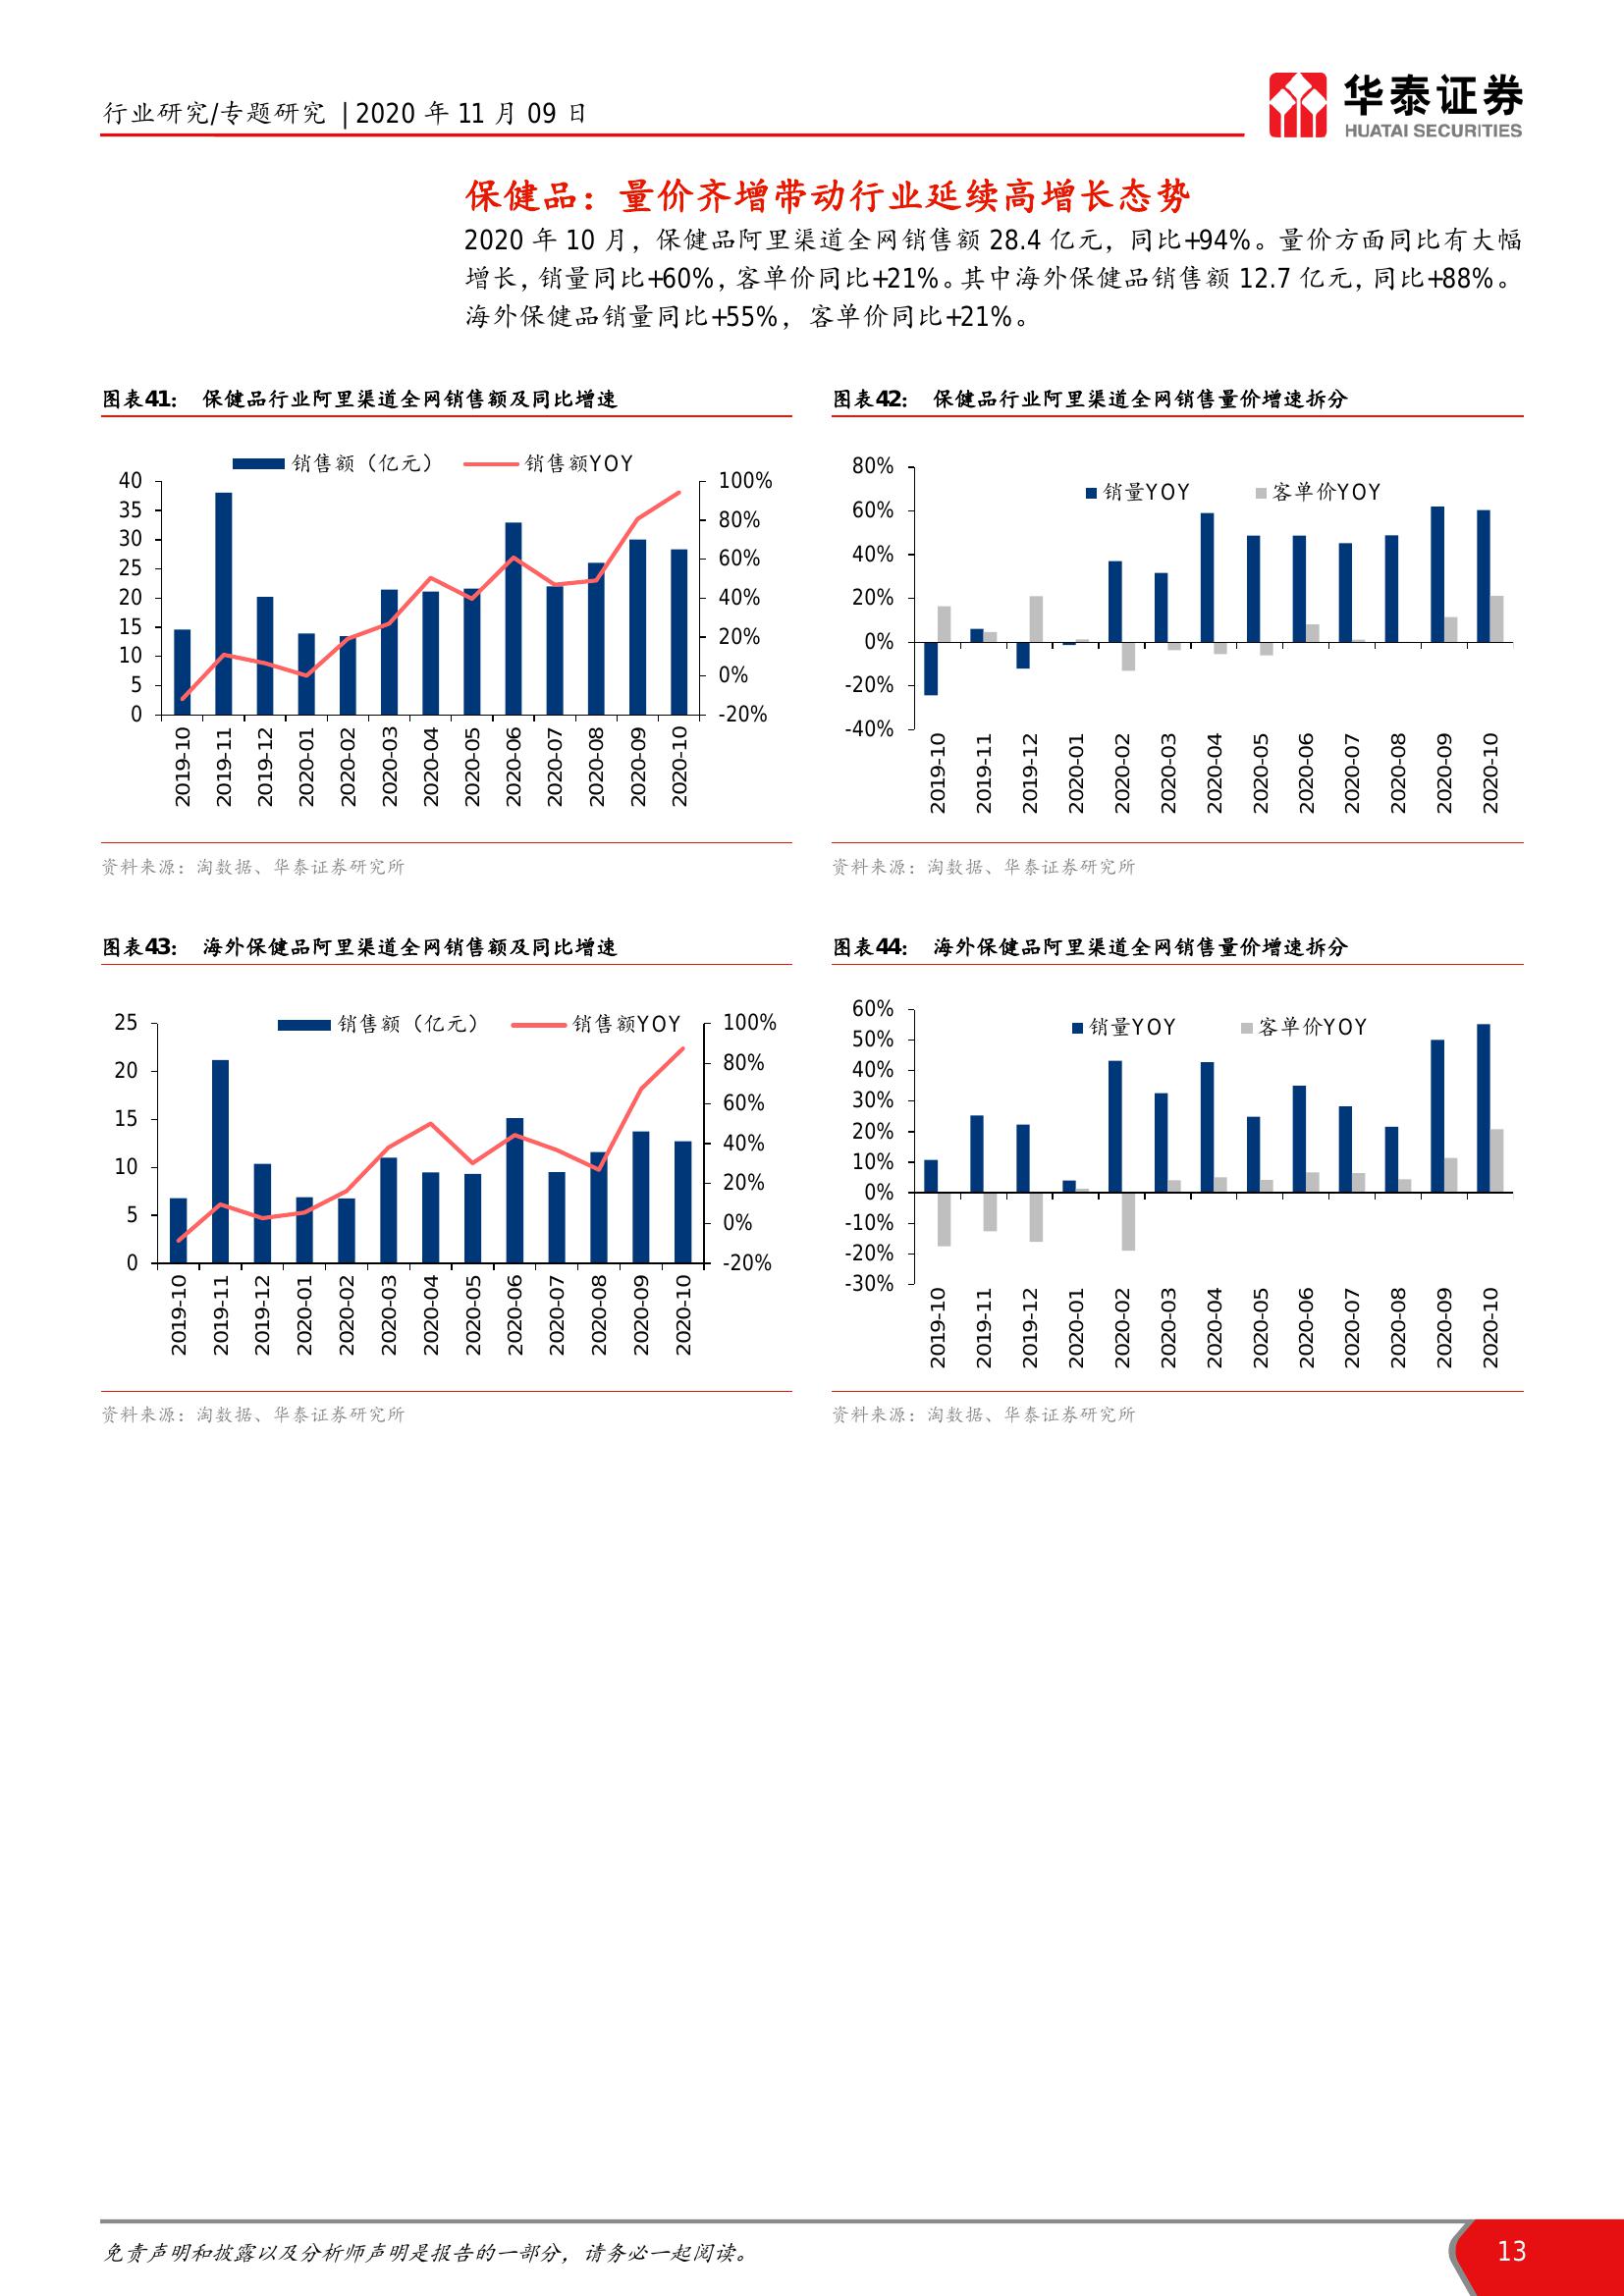 行业研究/专题研究 | 2020 年 11 月 09 日
华泰证券
HUATAI SECURITIES
保健品：量价齐增带动行业延续高增长态势
2020 年 10 月，保健品阿里渠道全网销售额 28.4 亿元，同比+94%。量价方面同比有大幅
增长，销量同比+60%，客单价同比+21%。其中海外保健品销售额 12.7 亿元，同比+88%。
海外保健品销量同比+55%，客单价同比+21%。
图表41： 保健品行业阿里渠道全网销售额及同比增速
销售额（亿元） 销售额YOY
40
35
30
25
20
15
10
5
0
100%
80%
60%
40%
20%
0%
-20%
2019-10 2019-11 2019-12 2020-01 2020-02 2020-03 2020-04 2020-05 2020-06 2020-07 2020-08 2020-09 2020-10
资料来源：淘数据、华泰证券研究所
图表42： 保健品行业阿里渠道全网销售量价增速拆分
销量YOY 客单价YOY
80%
60%
40%
20%
0%
-20%
-40%
2019-10 2019-11 2019-12 2020-01 2020-02 2020-03 2020-04 2020-05 2020-06 2020-07 2020-08 2020-09 2020-10
资料来源：淘数据、华泰证券研究所
图表43： 海外保健品阿里渠道全网销售额及同比增速
销售额（亿元） 销售额YOY
25
20
15
10
5
0
100%
80%
60%
40%
20%
0%
-20%
2019-10 2019-11 2019-12 2020-01 2020-02 2020-03 2020-04 2020-05 2020-06 2020-07 2020-08 2020-09 2020-10
资料来源：淘数据、华泰证券研究所
图表44： 海外保健品阿里渠道全网销售量价增速拆分
销量YOY 客单价YOY
60%
50%
40%
30%
20%
10%
0%
-10%
-20%
-30%
2019-10 2019-11 2019-12 2020-01 2020-02 2020-03 2020-04 2020-05 2020-06 2020-07 2020-08 2020-09 2020-10
资料来源：淘数据、华泰证券研究所
免责声明和披露以及分析师声明是报告的一部分，请务必一起阅读。
13